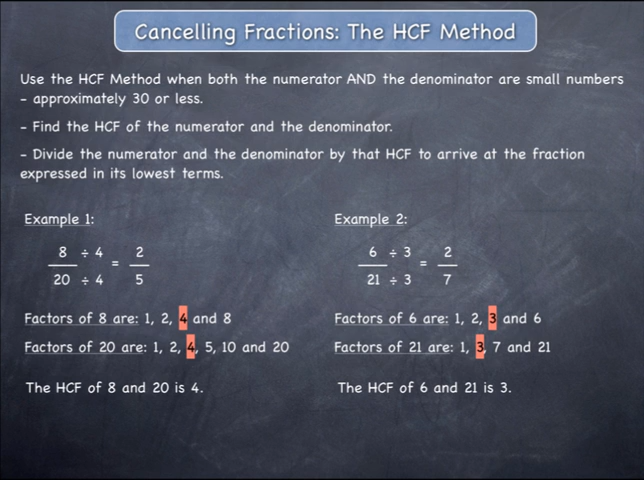 Cancelling Fractions: The HCF Method
Use the HCF Method when both the numerator AND the denominator are small numbers
- approximately 30 or less.
- Find the HCF of the numerator and the denominator.
- Divide the numerator and the denominator by that HCF to arrive at the fraction
expressed in its lowest terms.
Example 1:
8 ÷ 4 = 2
20 ÷ 4 5
Factors of 8 are: 1, 2, 4 and 8
Factors of 20 are: 1, 2, 4, 5, 10 and 20
The HCF of 8 and 20 is 4.
Example 2:
6 ÷ 3 = 2
21 ÷ 3 7
Factors of 6 are: 1, 2, 3 and 6
Factors of 21 are: 1, 3, 7 and 21
The HCF of 6 and 21 is 3.